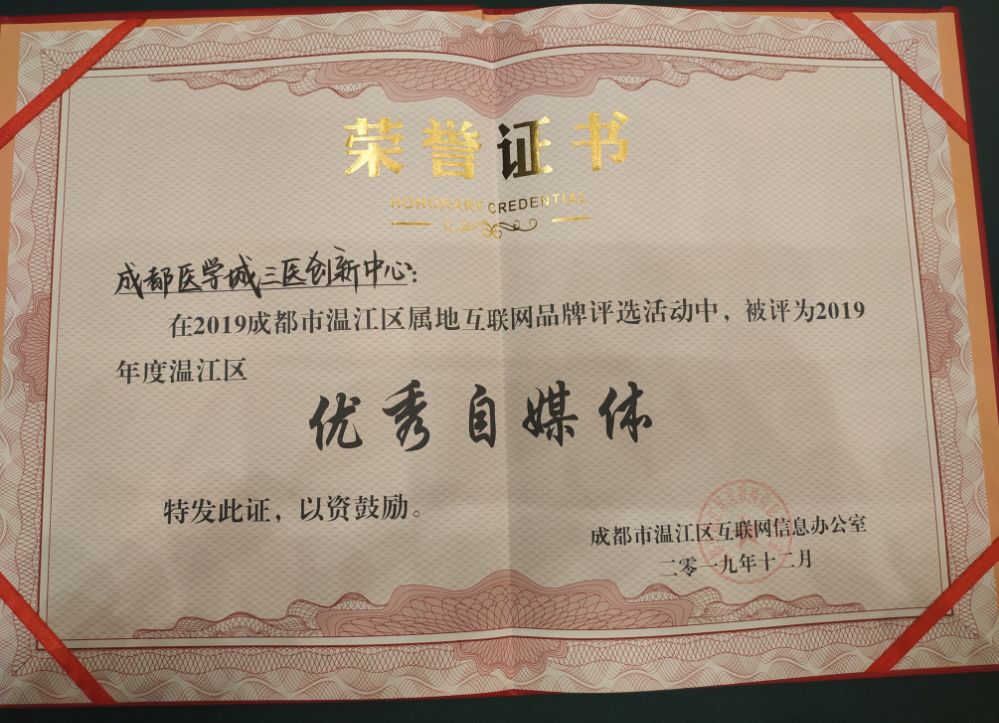 荣誉证书
HONORARY CREDENTIAL
成都医学城三医创新中心：
在2019成都市温江区属地互联网品牌评选活动中，被评为2019
年度温江区
优秀自媒体
特发此证，以资鼓励。
成都市温江区互联网信息办公室
二零一九年十二月